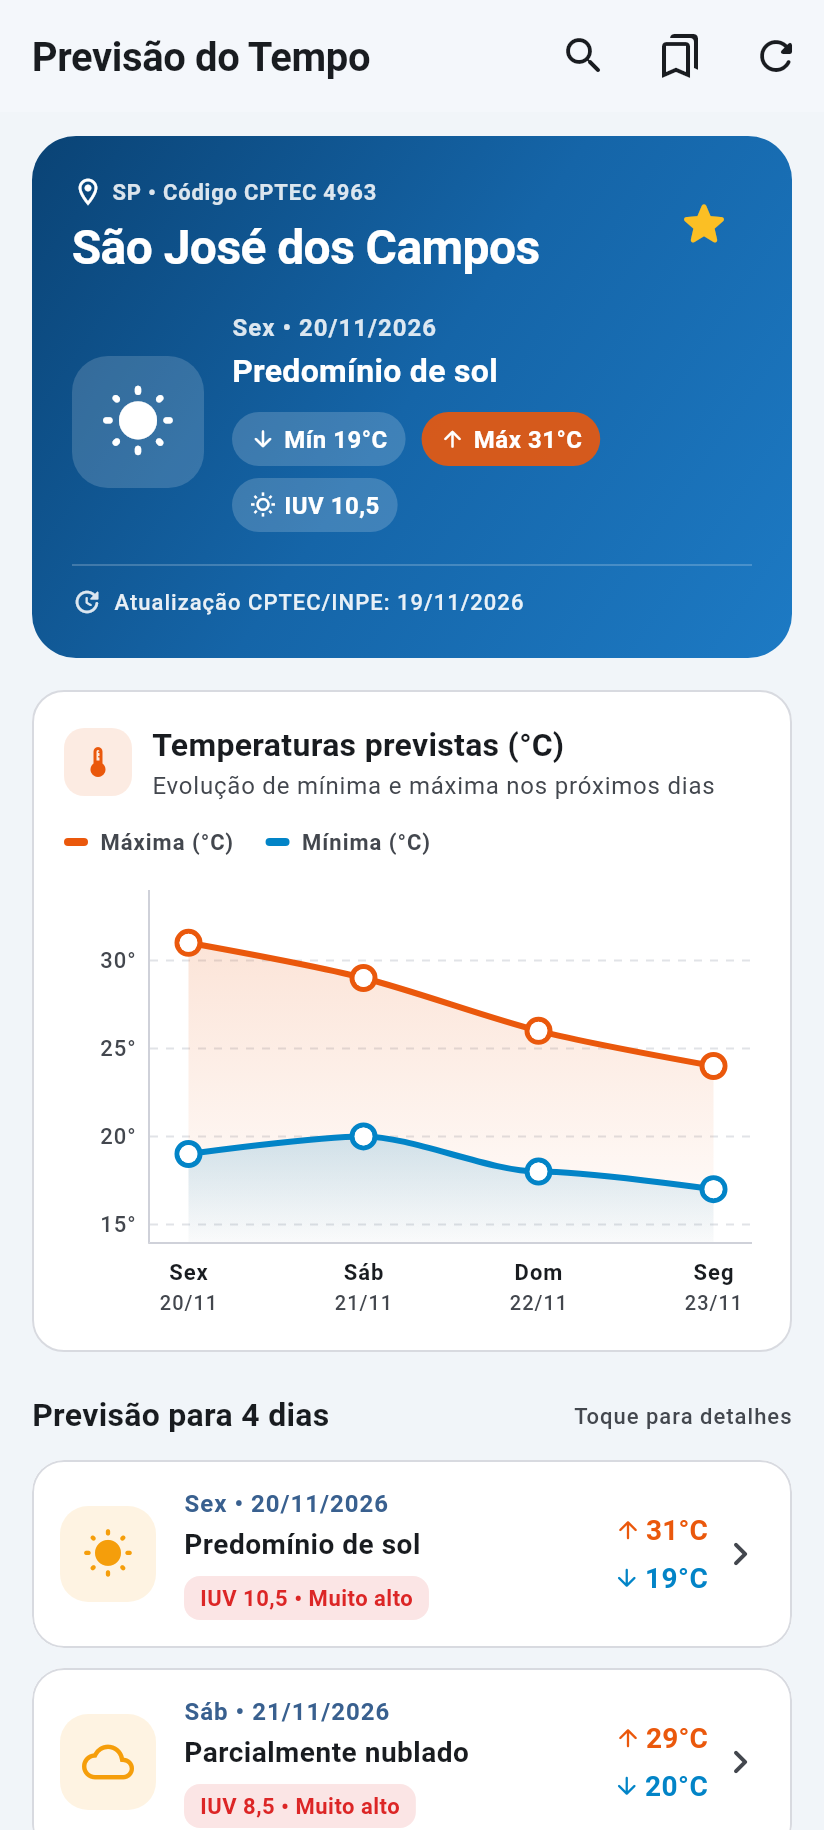 Previsão do Tempo
SP • Código CPTEC 4963
São José dos Campos
Sex • 20/11/2026
Predomínio de sol
Mín 19°C
Máx 31°C
IUV 10,5
Atualização CPTEC/INPE: 19/11/2026
Temperaturas previstas (°C)
Evolução de mínima e máxima nos próximos dias
Máxima (°C)
Mínima (°C)
30°
25°
20°
15°
Sex
20/11
Sáb
21/11
Dom
22/11
Seg
23/11
Previsão para 4 dias
Toque para detalhes
Sex • 20/11/2026
Predomínio de sol
IUV 10,5 • Muito alto
31°C
19°C
Sáb • 21/11/2026
Parcialmente nublado
IUV 8,5 • Muito alto
29°C
20°C